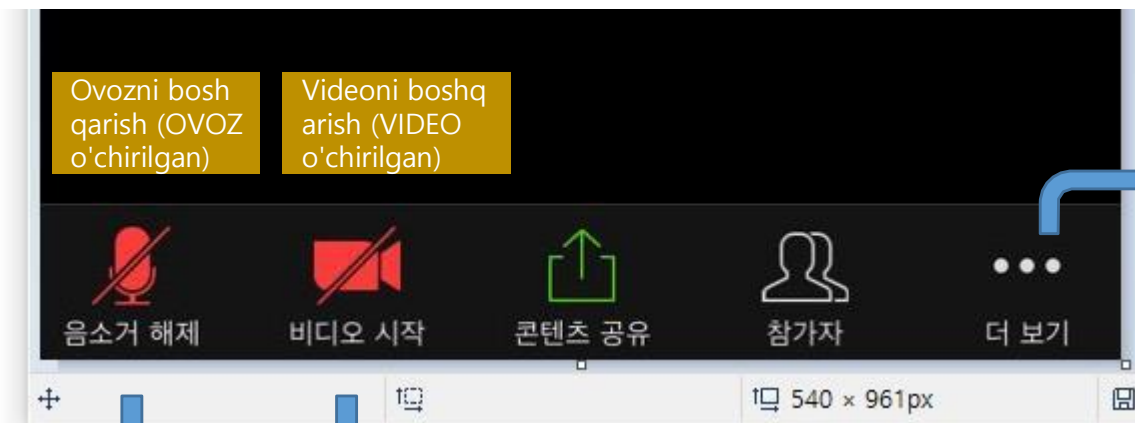 Ovozni bosh
qarish (OVOZ
o'chirilgan)
Videoni boshq
arish (VIDEO
o'chirilgan)
음소거 해제
비디오 시작
콘텐츠 공유
참가자
더 보기
540 × 961px